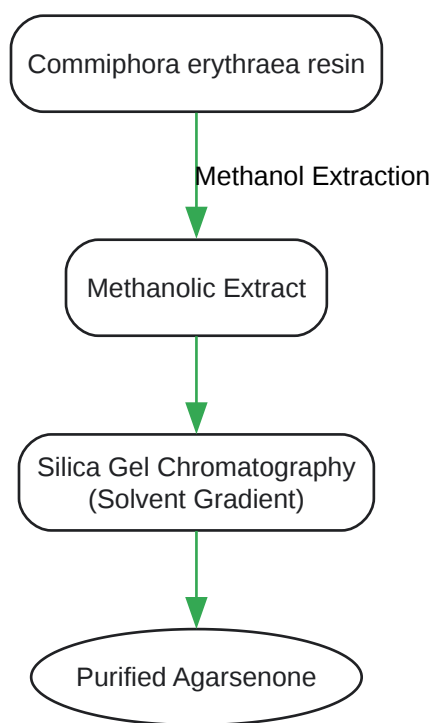 Commiphora erythraea resin
Methanol Extraction
Methanolic Extract
Silica Gel Chromatography
(Solvent Gradient)
Purified Agarsenone